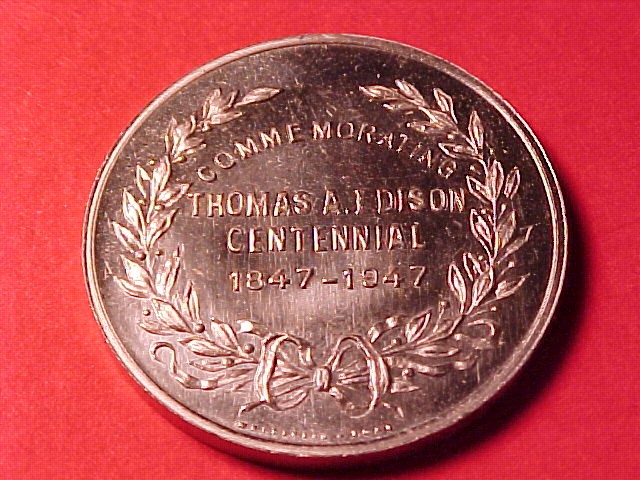 COMMEMORATING
THOMAS A. EDISON
CENTENNIAL
1847-1947